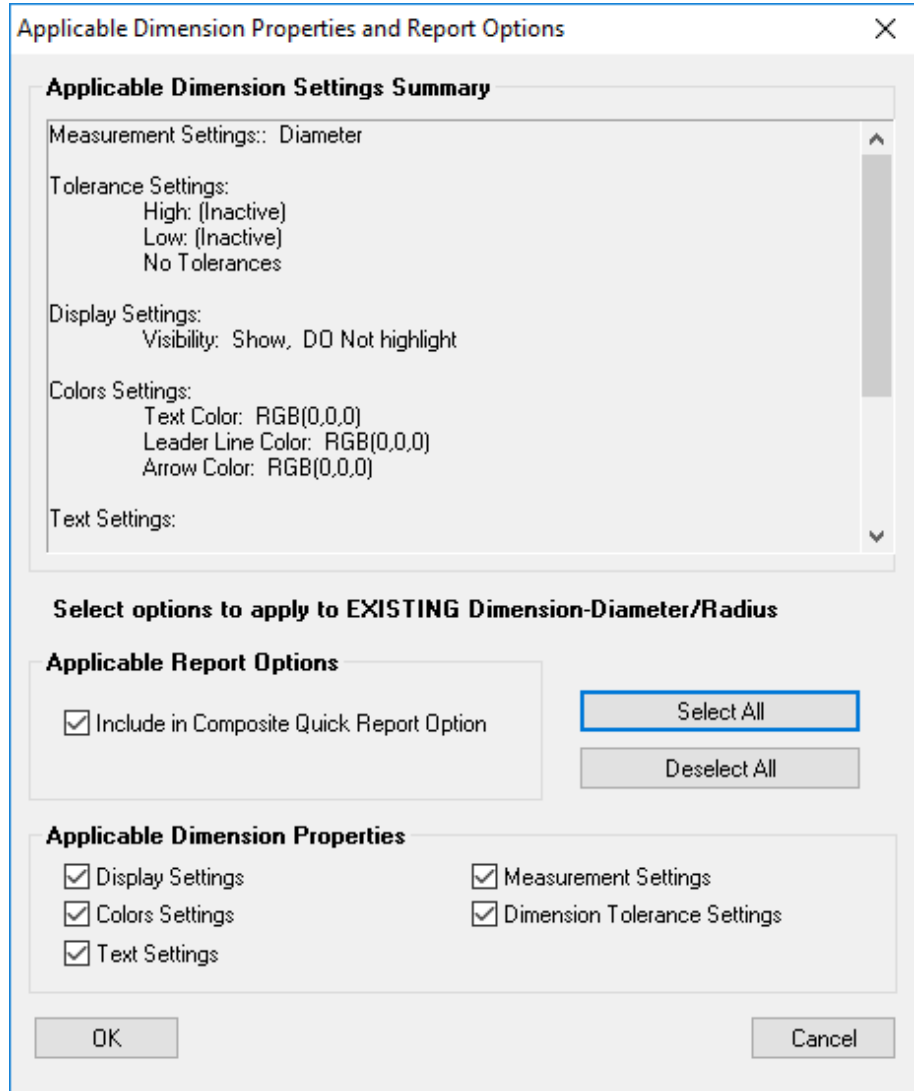 Applicable Dimension Properties and Report Options
Applicable Dimension Settings Summary
Measurement Settings::  Diameter
Tolerance Settings:
High: (Inactive)
Low: (Inactive)
No Tolerances
Display Settings:
Visibility:  Show,  DO Not highlight
Colors Settings:
Text Color:  RGB(0,0,0)
Leader Line Color:  RGB(0,0,0)
Arrow Color:  RGB(0,0,0)
Text Settings:
Select options to apply to EXISTING Dimension-Diameter/Radius
Applicable Report Options
Include in Composite Quick Report Option
Select All
Deselect All
Applicable Dimension Properties
Display Settings
Measurement Settings
Colors Settings
Dimension Tolerance Settings
Text Settings
OK
Cancel